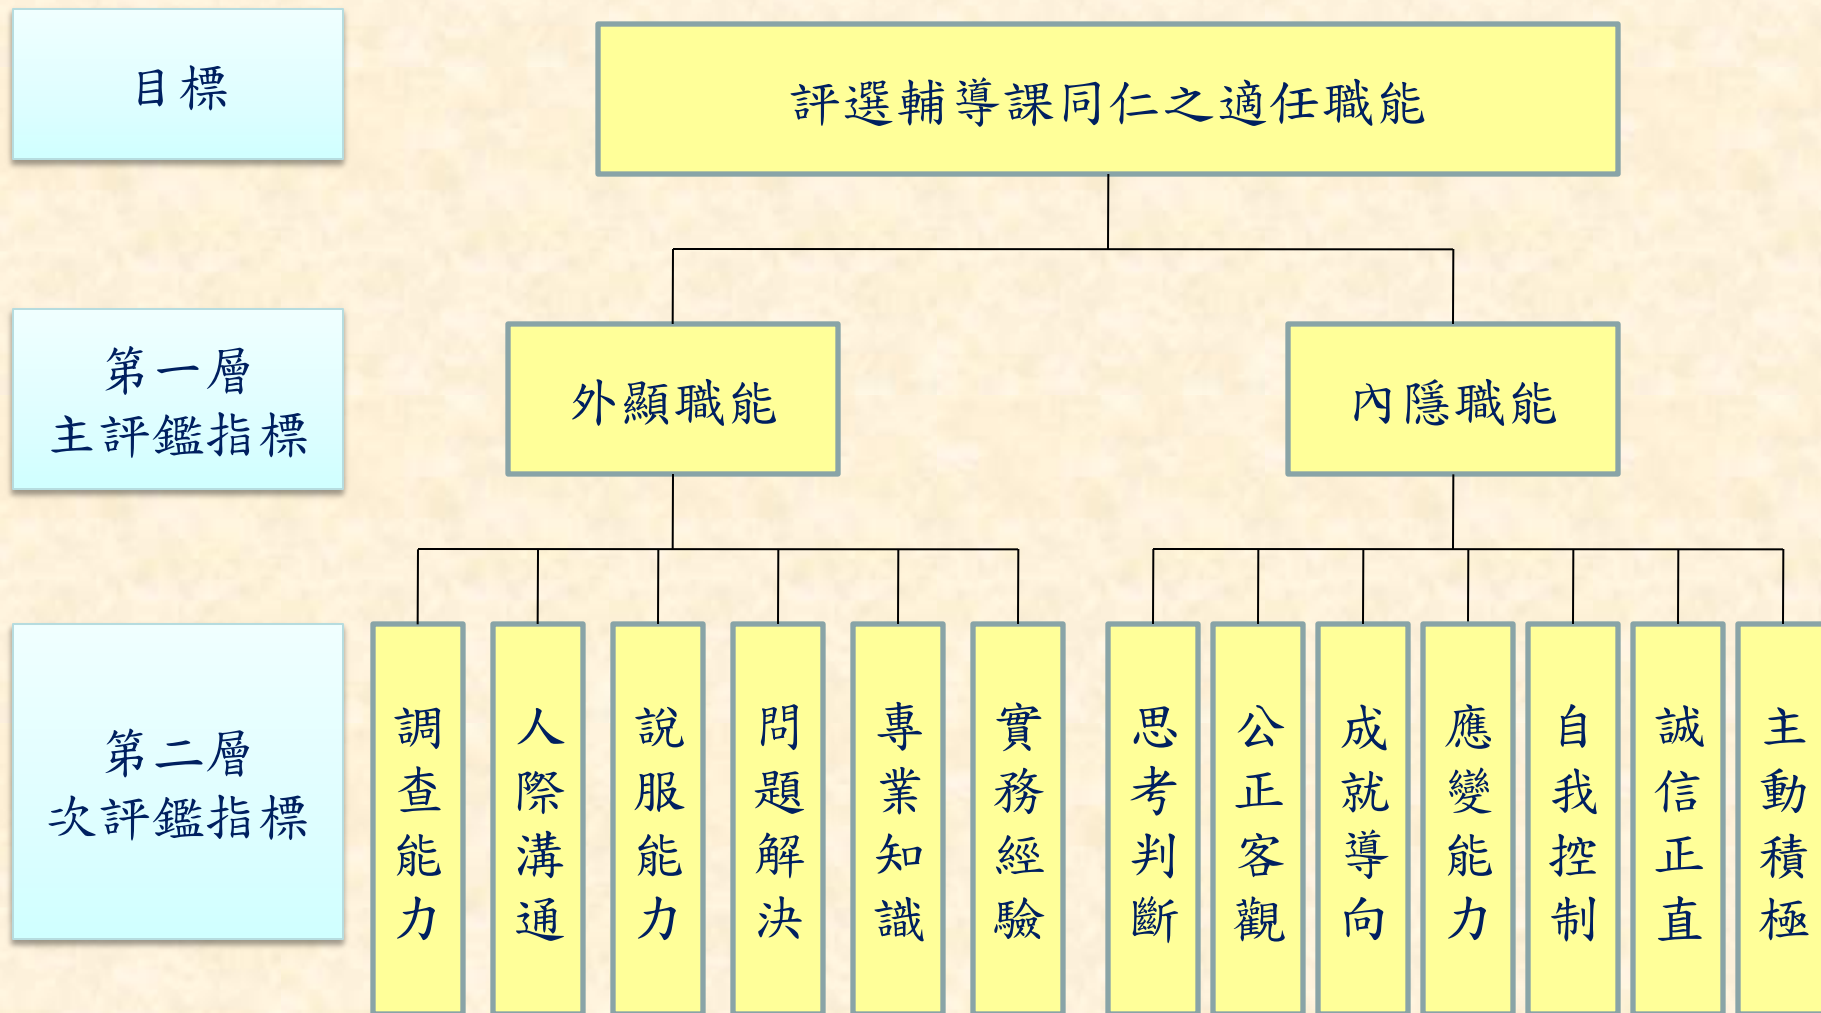 目標
評選輔導課同仁之適任職能
第一層
主評鑑指標
外顯職能
內隱職能
第二層
次評鑑指標
調查能力
人際溝通
說服能力
問題解決
專業知識
實務經驗
思考判斷
公正客觀
成就導向
應變能力
自我控制
誠信正直
主動積極